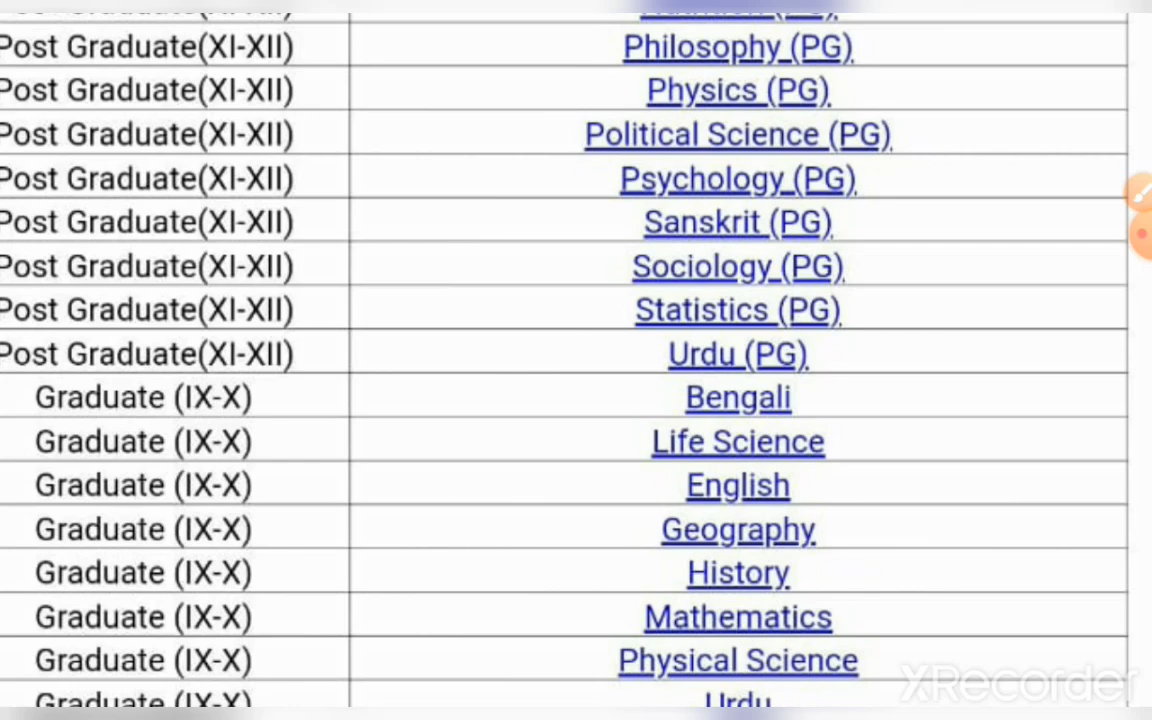 Post Graduate(XI-XII) Philosophy (PG)
Post Graduate(XI-XII) Physics (PG)
Post Graduate(XI-XII) Political Science (PG)
Post Graduate(XI-XII) Psychology (PG)
Post Graduate(XI-XII) Sanskrit (PG)
Post Graduate(XI-XII) Sociology (PG)
Post Graduate(XI-XII) Statistics (PG)
Post Graduate(XI-XII) Urdu (PG)
Graduate (IX-X) Bengali
Graduate (IX-X) Life Science
Graduate (IX-X) English
Graduate (IX-X) Geography
Graduate (IX-X) History
Graduate (IX-X) Mathematics
Graduate (IX-X) Physical Science
XRecorder
Graduate (IX-X) Urdu